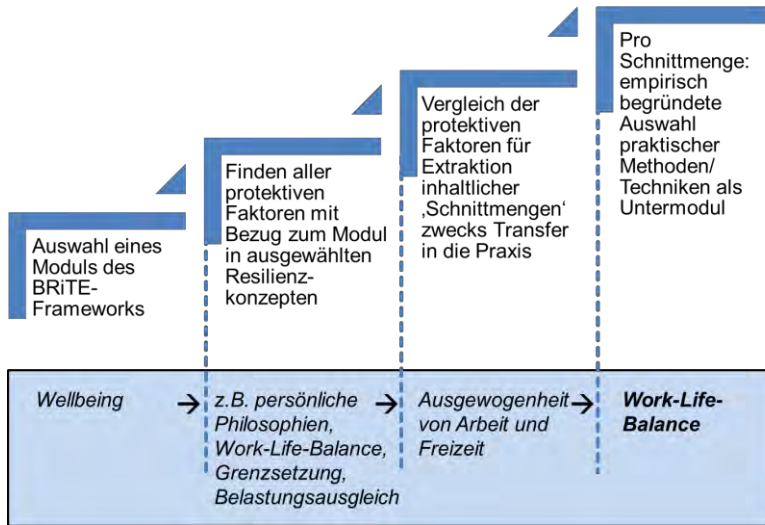 Auswahl eines
Moduls des
BRiTE-
Frameworks
Finden aller
protektiven
Faktoren mit
Bezug zum Modul
in ausgewählten
Resilienz-
konzepten
Vergleich der
protektiven
Faktoren für
Extraktion
inhaltlicher
‚Schnittmengen‘
zwecks Transfer
in die Praxis
Pro
Schnittmenge:
empirisch
begründete
Auswahl
praktischer
Methoden/
Techniken als
Untermodul
Wellbeing
z.B. persönliche
Philosophien,
Work-Life-Balance,
Grenzsetzung,
Belastungsausgleich
Ausgewogenheit
von Arbeit und
Freizeit
Work-Life-
Balance